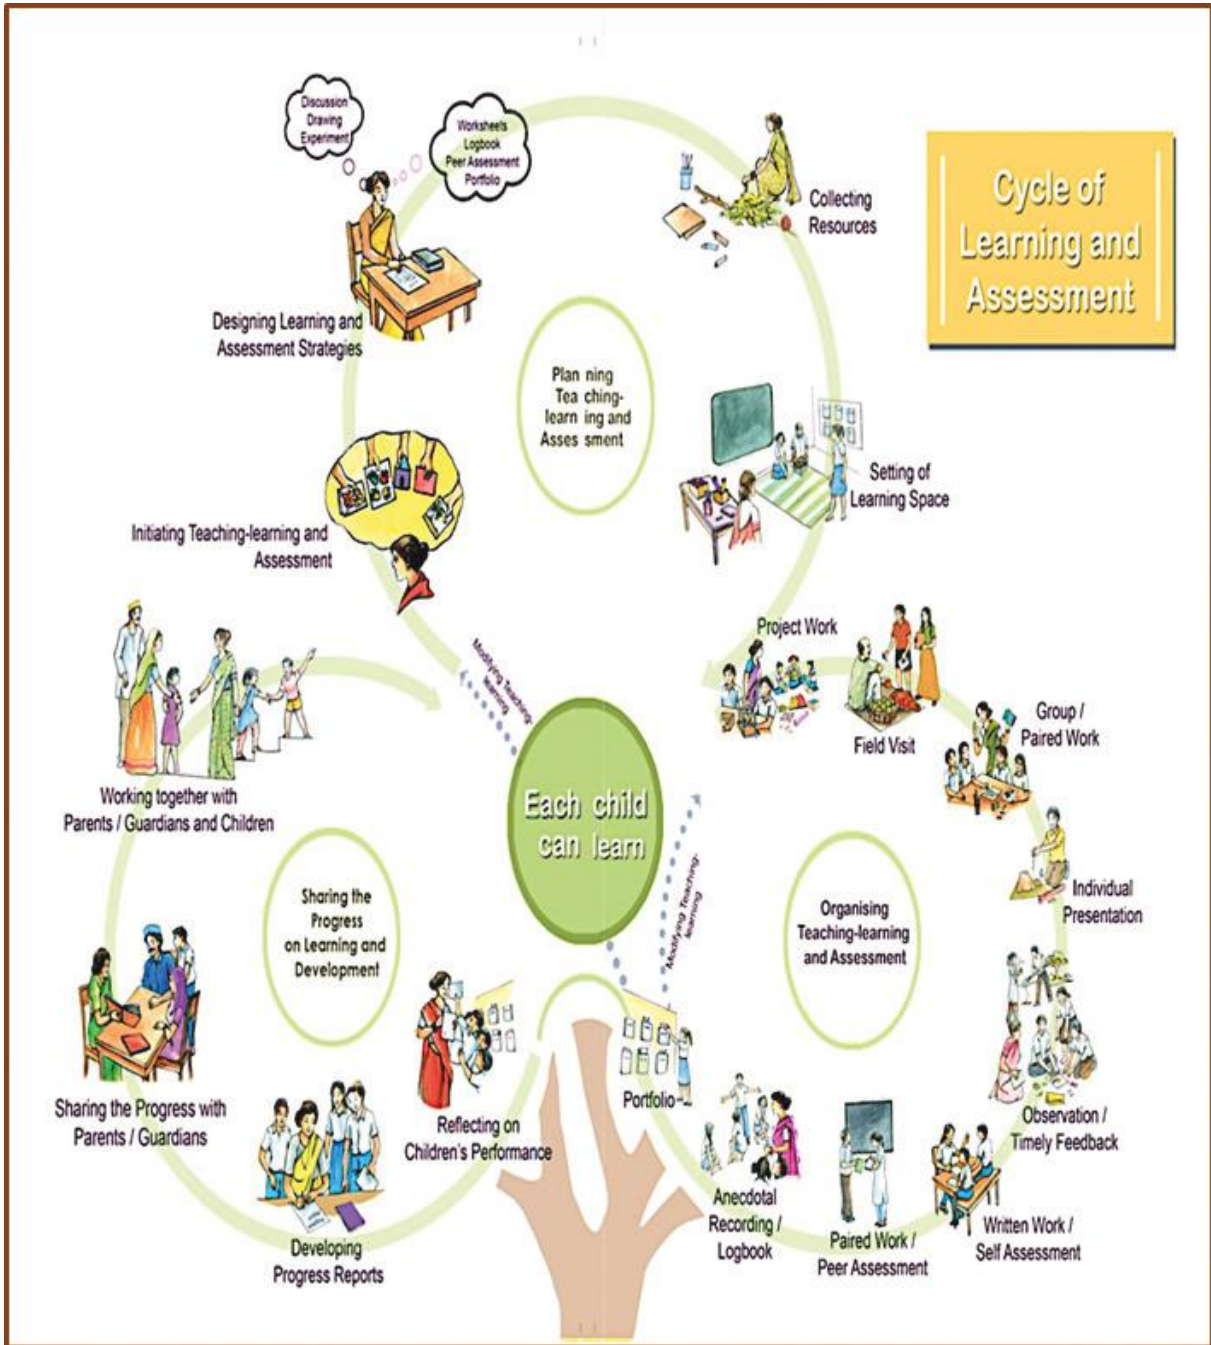 Discussion
Drawing
Experiment
Worksheets
Logbook
Peer Assessment
Portfolio
Cycle of
Learning and
Assessment
Collecting
Resources
Designing Learning and
Assessment Strategies
Plan ning
Tea ching-
learn ing and
Asses sment
Setting of
Learning Space
Initiating Teaching-learning and
Assessment
Modifying Teaching-
learning
Project Work
Field Visit
Group /
Paired Work
Working together with
Parents / Guardians and Children
Each child
can learn
Individual
Presentation
Sharing the
Progress
on Learning and
Development
Modifying Teaching-
learning
Organising
Teaching-learning
and Assessment
Sharing the Progress with
Parents / Guardians
Reflecting on
Children's Performance
Portfolio
Observation /
Timely Feedback
Developing
Progress Reports
Anecdotal
Recording /
Logbook
Paired Work /
Peer Assessment
Written Work /
Self Assessment